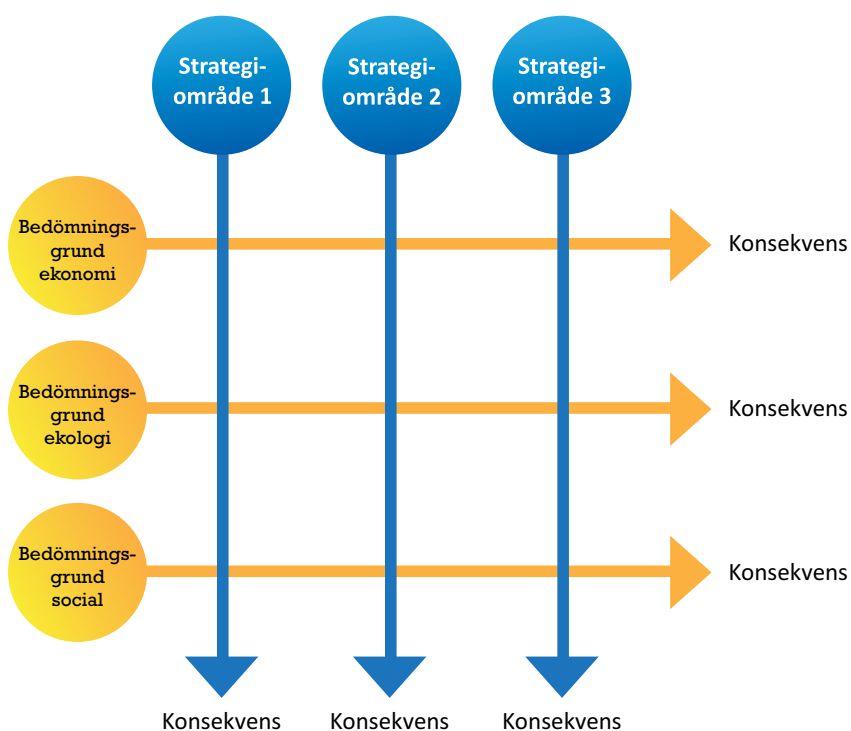 Strategi-
område 1
Strategi-
område 2
Strategi-
område 3
Bedömnings-
grund
ekonomi
Konsekvens
Bedömnings-
grund
ekologi
Konsekvens
Bedömnings-
grund
social
Konsekvens
Konsekvens
Konsekvens
Konsekvens